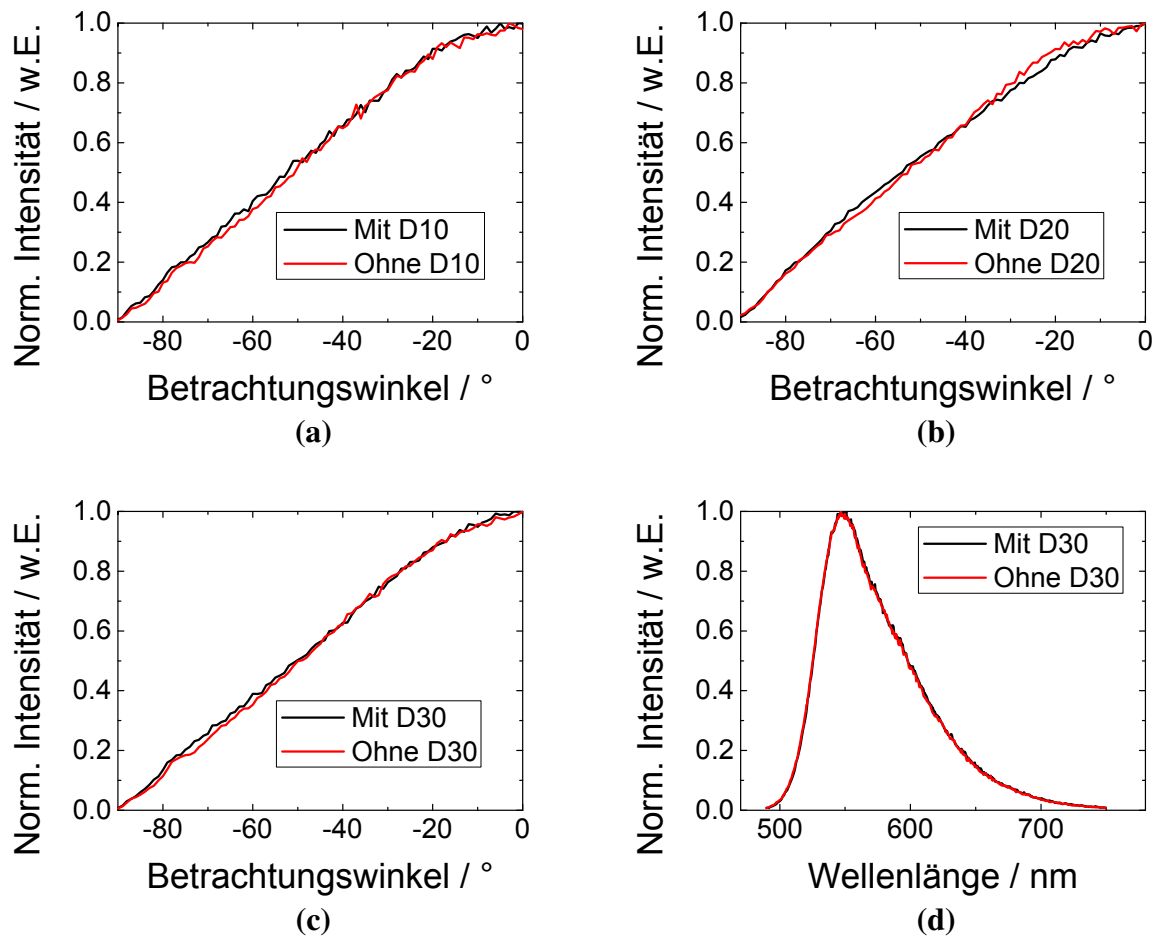 Norm. Intensität / w.E.
1.0
0.8
0.6
0.4
0.2
0.0
Mit D10
Ohne D10
-80 -60 -40 -20 0
Betrachtungswinkel / °
(a)
Norm. Intensität / w.E.
1.0
0.8
0.6
0.4
0.2
0.0
Mit D20
Ohne D20
-80 -60 -40 -20 0
Betrachtungswinkel / °
(b)
Norm. Intensität / w.E.
1.0
0.8
0.6
0.4
0.2
0.0
Mit D30
Ohne D30
-80 -60 -40 -20 0
Betrachtungswinkel / °
(c)
Norm. Intensität / w.E.
1.0
0.8
0.6
0.4
0.2
0.0
Mit D30
Ohne D30
500 600 700
Wellenlänge / nm
(d)